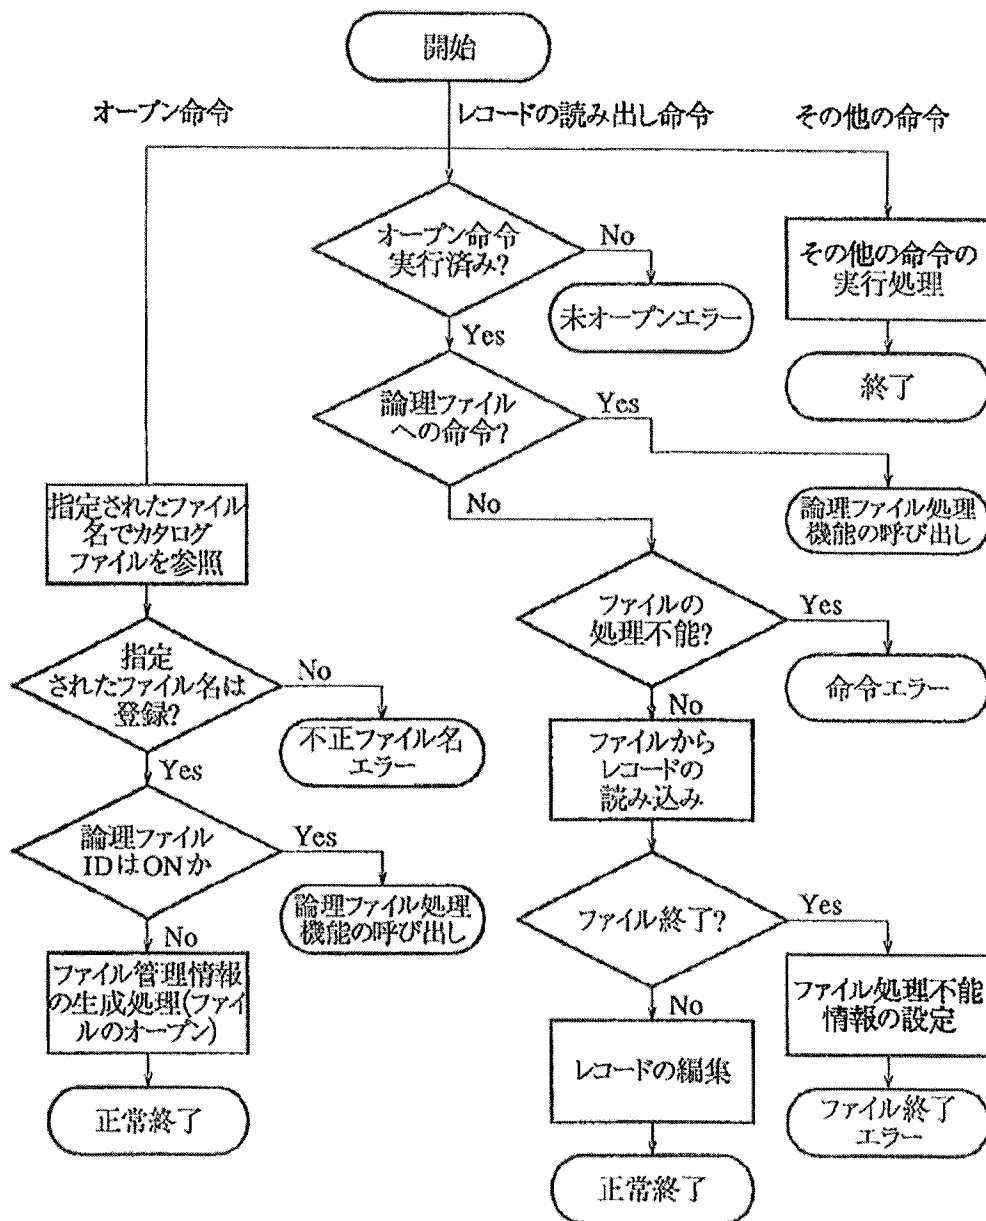 開始
オープン命令
レコードの読み出し命令
その他の命令
オープン命令
実行済み?
No
未オープンエラー
その他の命令の
実行処理
終了
Yes
論理ファイル
への命令?
Yes
論理ファイル処理
機能の呼び出し
No
指定されたファイル
名でカタログ
ファイルを参照
ファイルの
処理不能?
Yes
命令エラー
指定
されたファイル名は
登録?
No
不正ファイル名
エラー
No
ファイルから
レコードの
読み込み
Yes
論理ファイル
IDはONか
Yes
論理ファイル処理
機能の呼び出し
ファイル終了?
Yes
ファイル処理不能
情報の設定
ファイル終了
エラー
No
ファイル管理情報
の生成処理(ファイ
ルのオープン)
正常終了
No
レコードの編集
正常終了